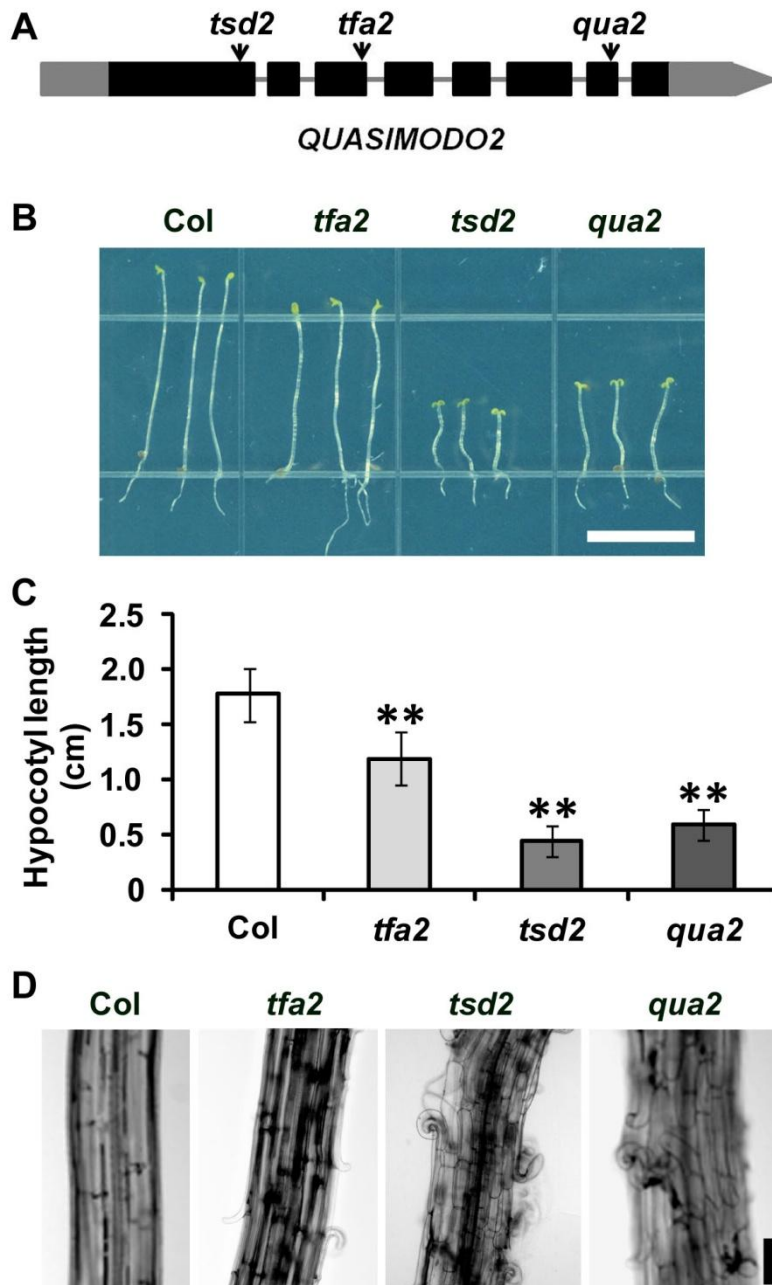 A
tsd2 tfa2 qua2
QUASIMODO2
B
Col tfa2 tsd2 qua2
C
Hypocotyl length
(cm)
2.5
2.0
1.5
1.0
0.5
0
** ** **
Col tfa2 tsd2 qua2
D
Col tfa2 tsd2 qua2